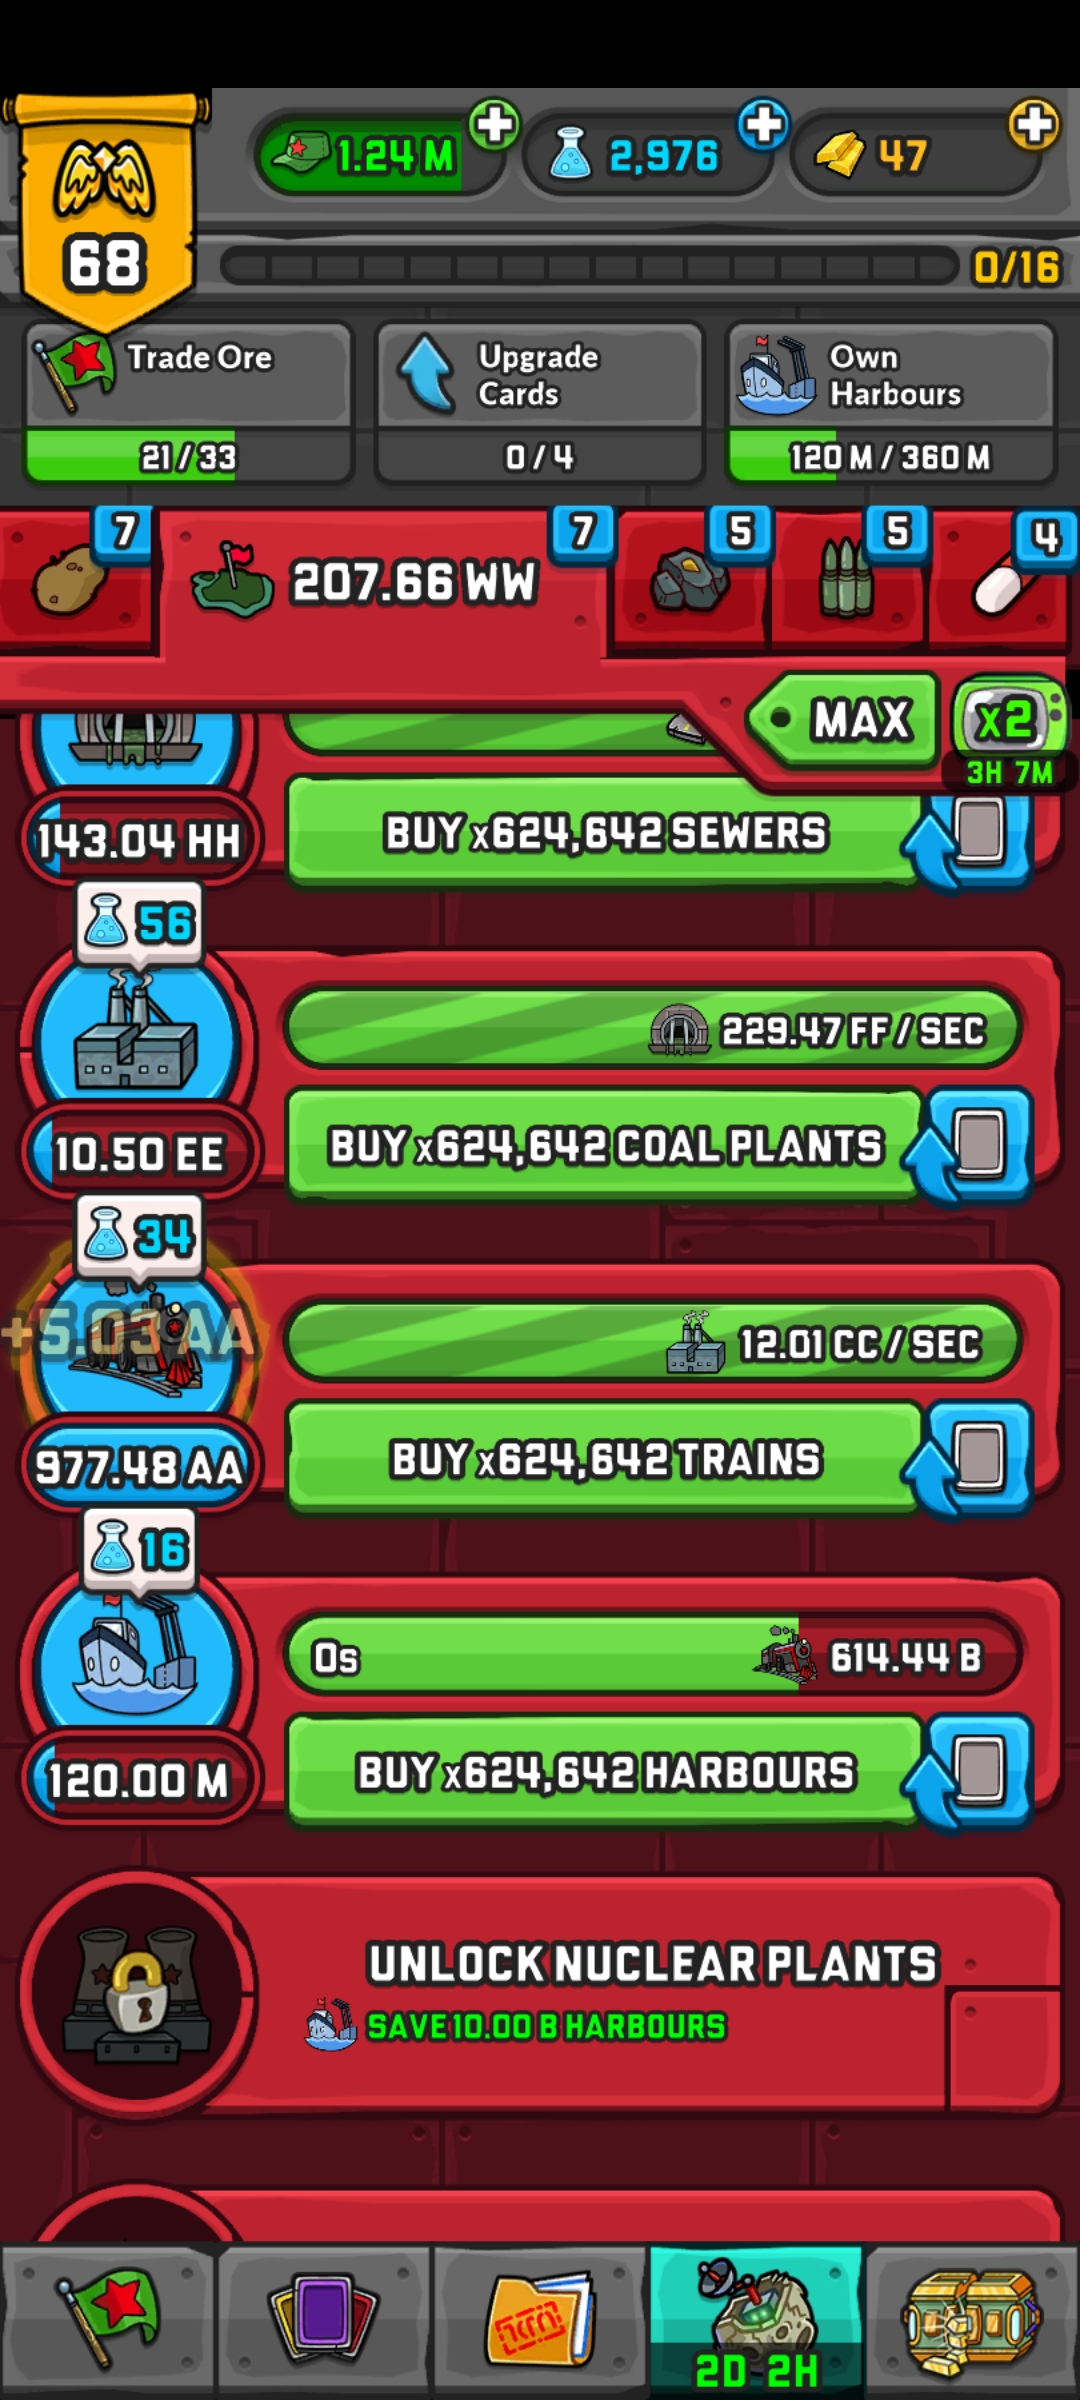 1.24 M
2,976
47
68
0/16
Trade Ore
21 / 33
Upgrade
Cards
0 / 4
Own
Harbours
120 M / 360 M
7
207.66 WW
7
5
5
4
MAX
x2
3H 7M
143.04 HH
BUY x624,642 SEWERS
56
229.47 FF / SEC
10.50 EE
BUY x624,642 COAL PLANTS
34
+5.03 AA
12.01 CC / SEC
977.48 AA
BUY x624,642 TRAINS
16
0s
614.44 B
120.00 M
BUY x624,642 HARBOURS
UNLOCK NUCLEAR PLANTS
SAVE 10.00 B HARBOURS
2D 2H